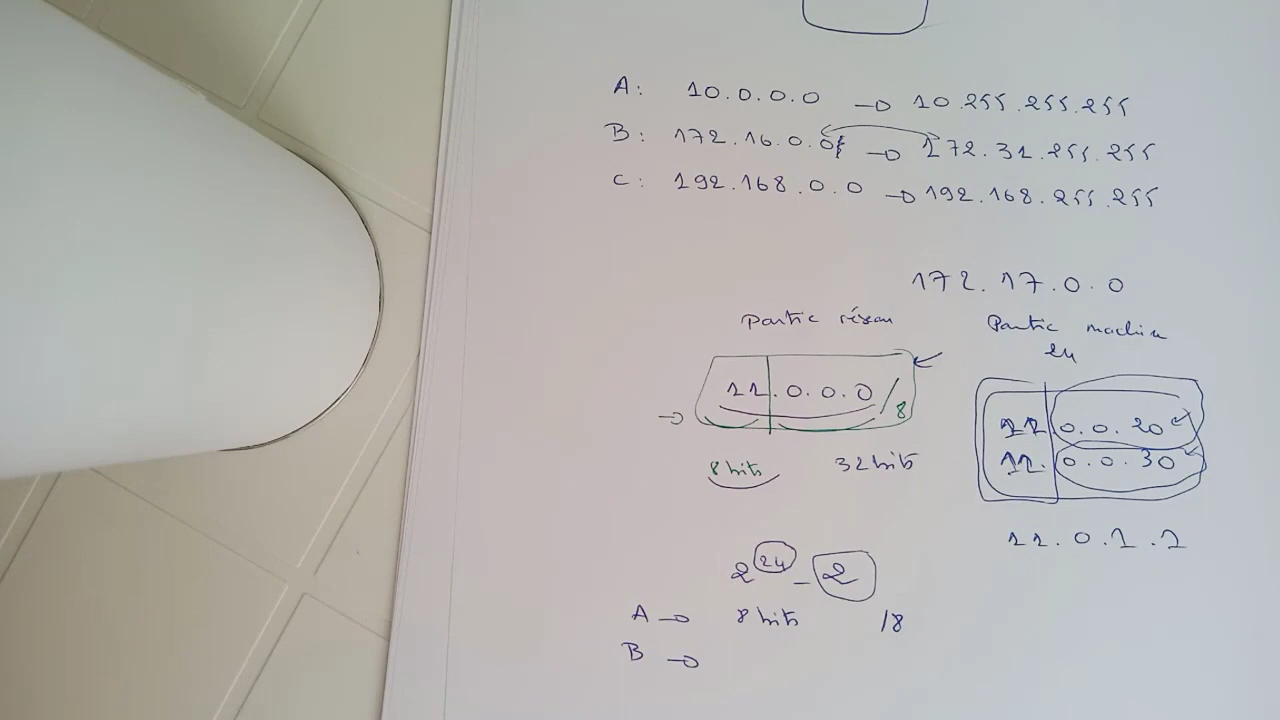 A: 10.0.0.0 → 10.255.255.255
B: 172.16.0.0 → 172.31.255.255
C: 192.168.0.0 → 192.168.255.255
172.17.0.0
Partie réseau
Partie machine
24
11.0.0.0/8
11.0.0.20
11.0.0.30
8 bits
32 bits
11.0.1.1
2^24 - 2
A → 8 bits /8
B →